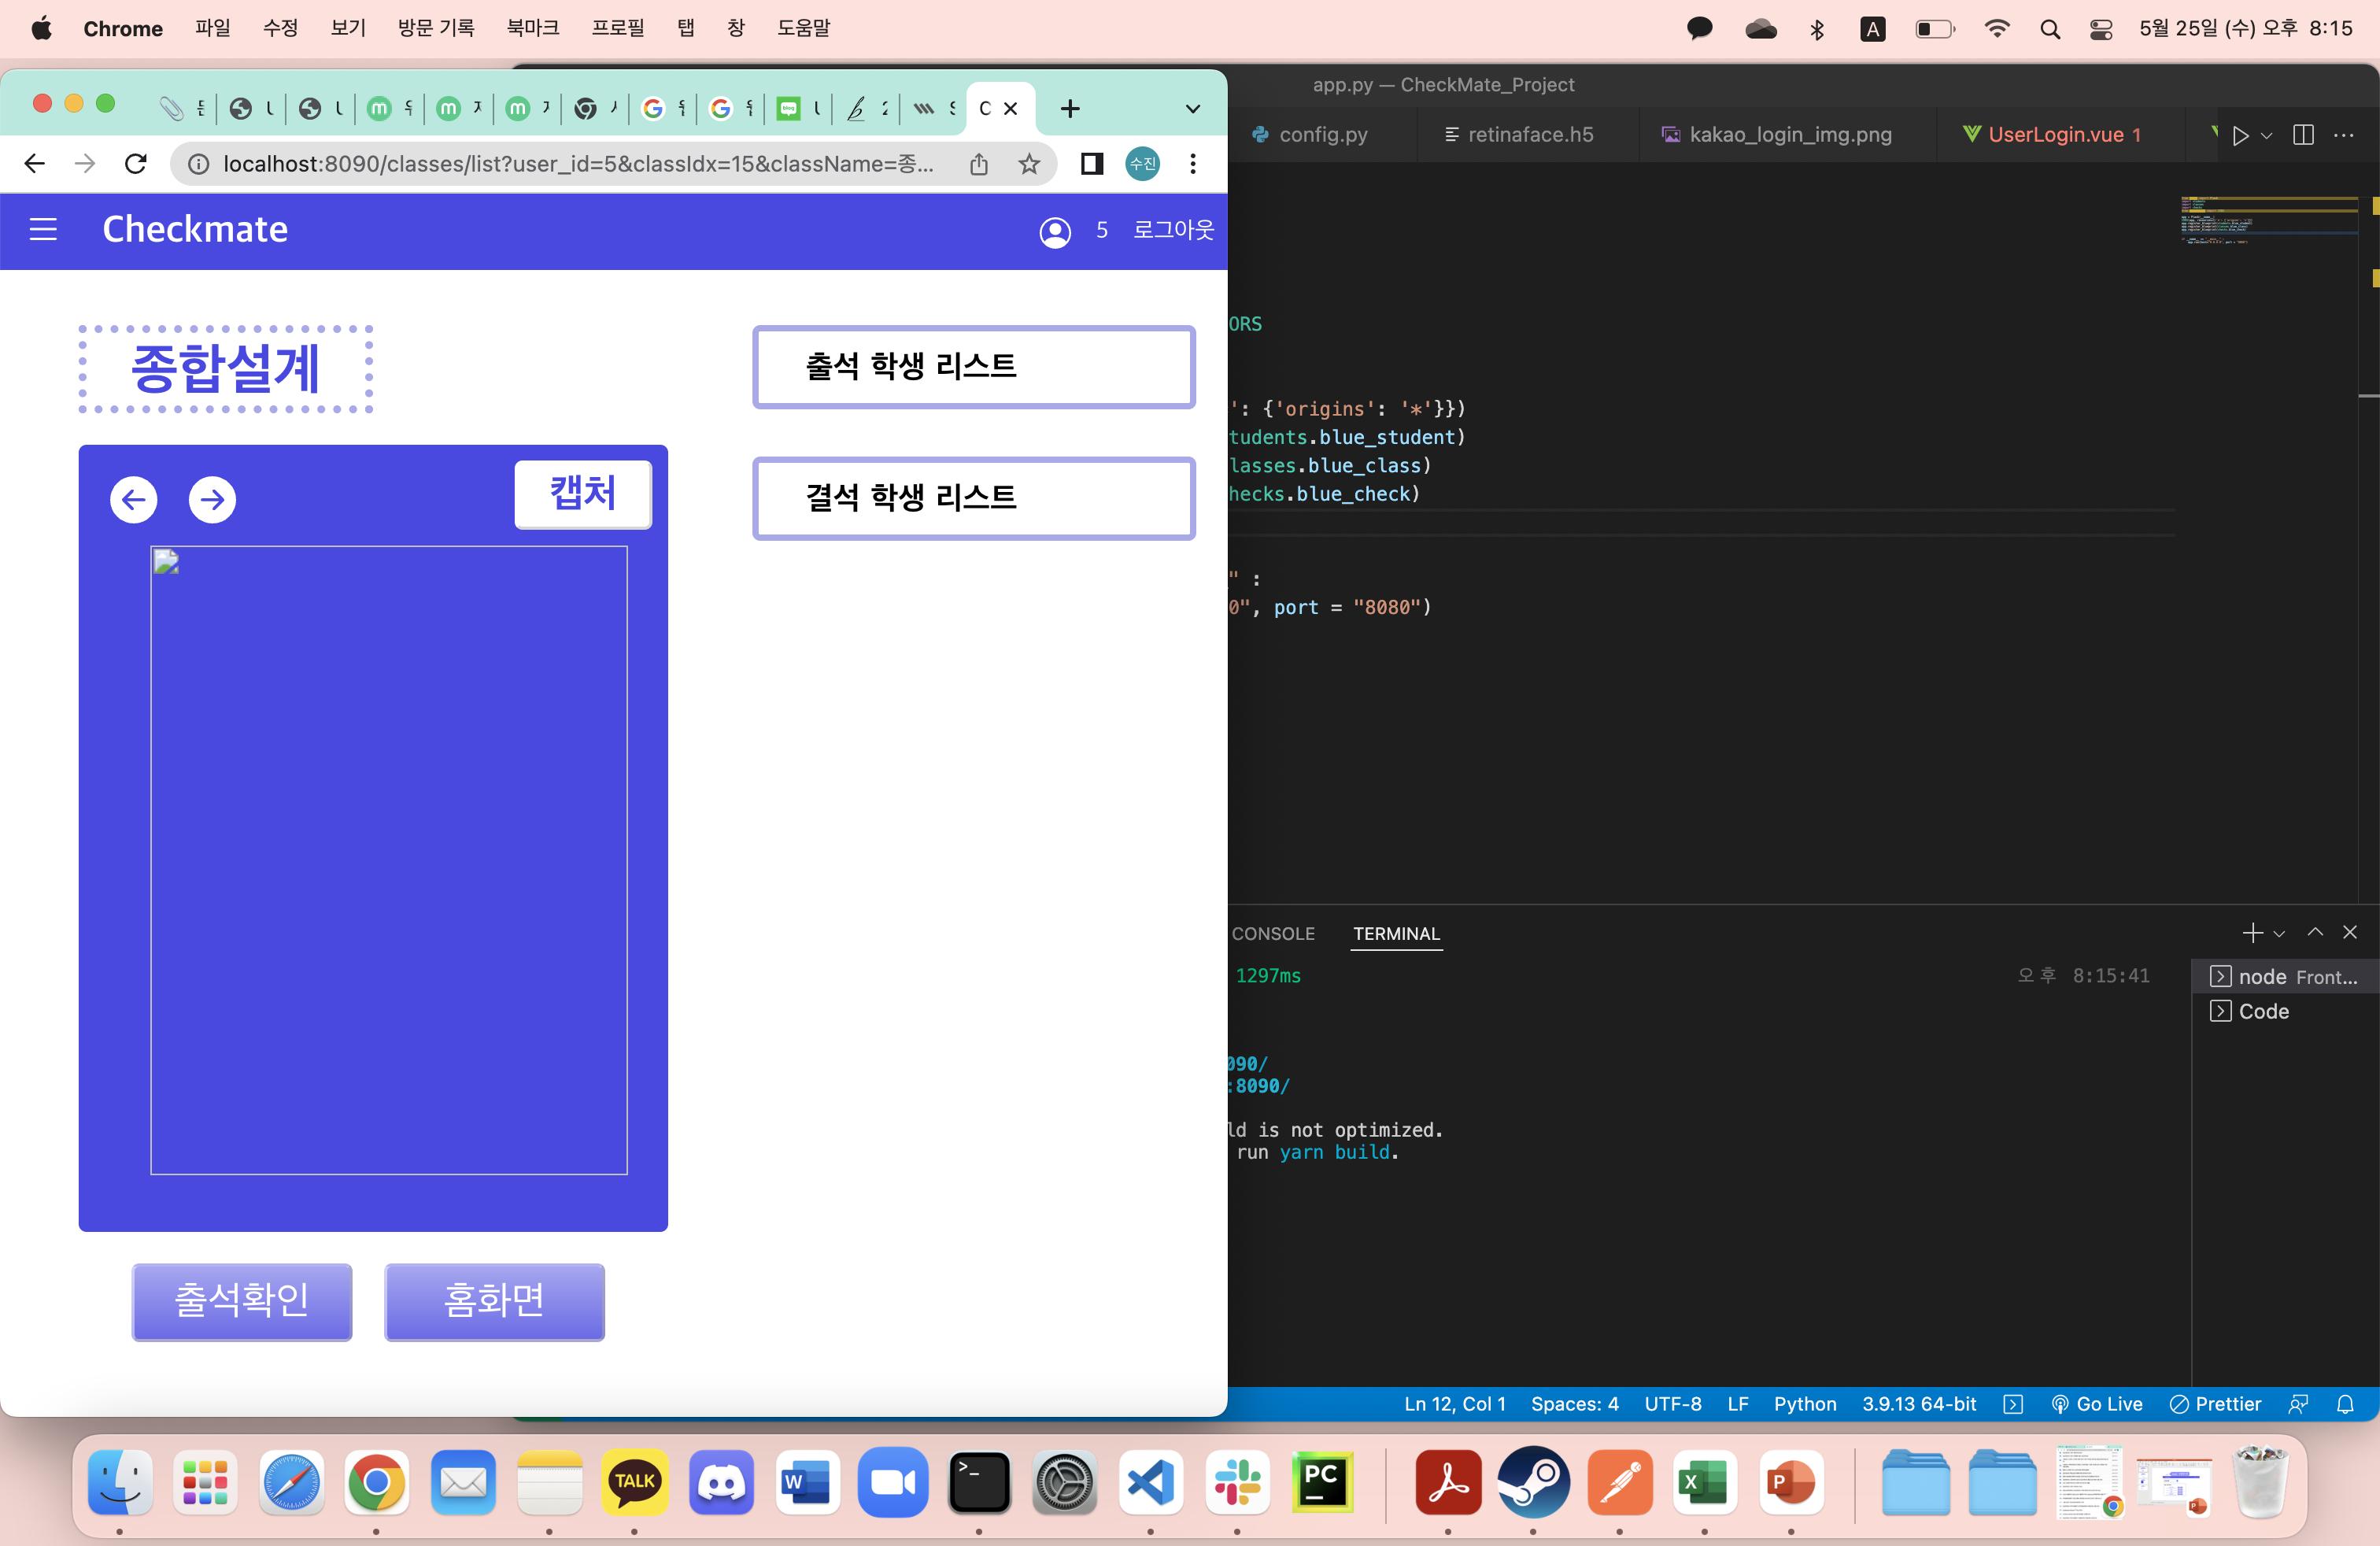 Chrome 파일 수정 보기 방문 기록 북마크 프로필 탭 창 도움말 A 5월 25일 (수) 오후 8:15
app.py — CheckMate_Project
config.py retinaface.h5 kakao_login_img.png UserLogin.vue 1
localhost:8090/classes/list?user_id=5&classIdx=15&className=종... 수진
Checkmate 5 로그아웃
종합설계
캡처
출석 학생 리스트
결석 학생 리스트
출석확인 홈화면
ORS
': {'origins': '*'}})
tudents.blue_student)
lasses.blue_class)
hecks.blue_check)
" :
0", port = "8080")
CONSOLE TERMINAL
1297ms 오후 8:15:41
node Front...
Code
090/
:8090/
ld is not optimized.
run yarn build.
Ln 12, Col 1 Spaces: 4 UTF-8 LF Python 3.9.13 64-bit Go Live Prettier
TALK W PC X P